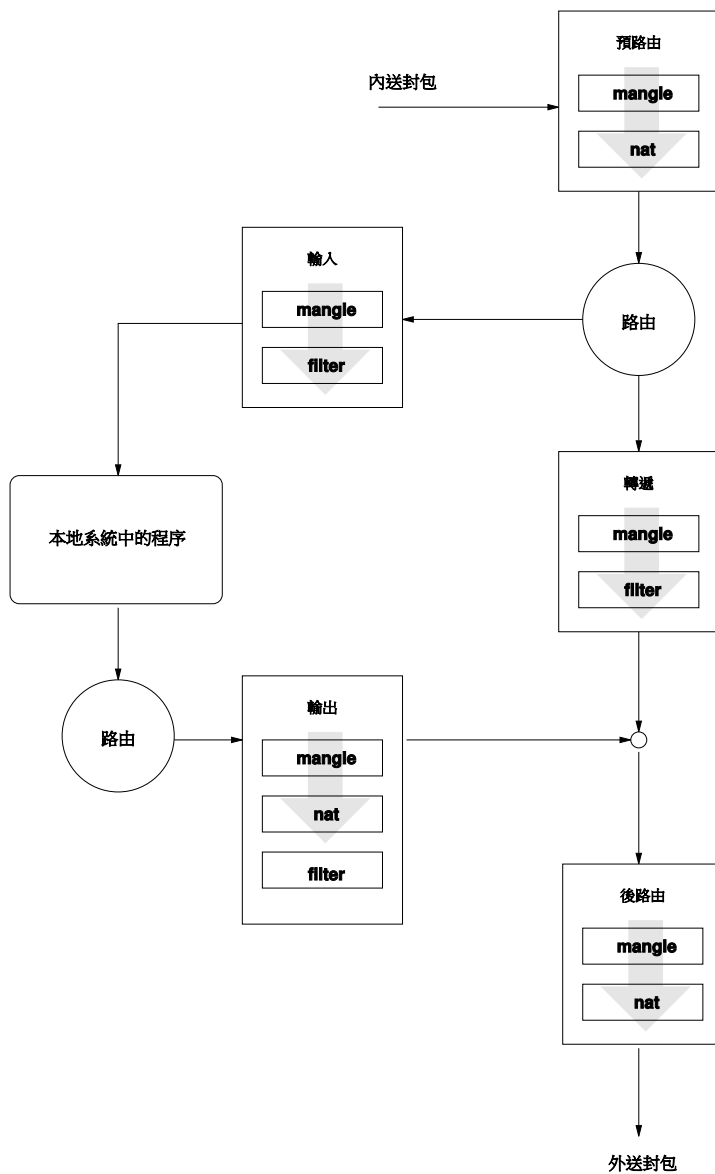 預路由
內送封包
mangle
nat
輸入
mangle
filter
路由
轉遞
mangle
filter
本地系統中的程序
路由
輸出
mangle
nat
filter
後路由
mangle
nat
外送封包